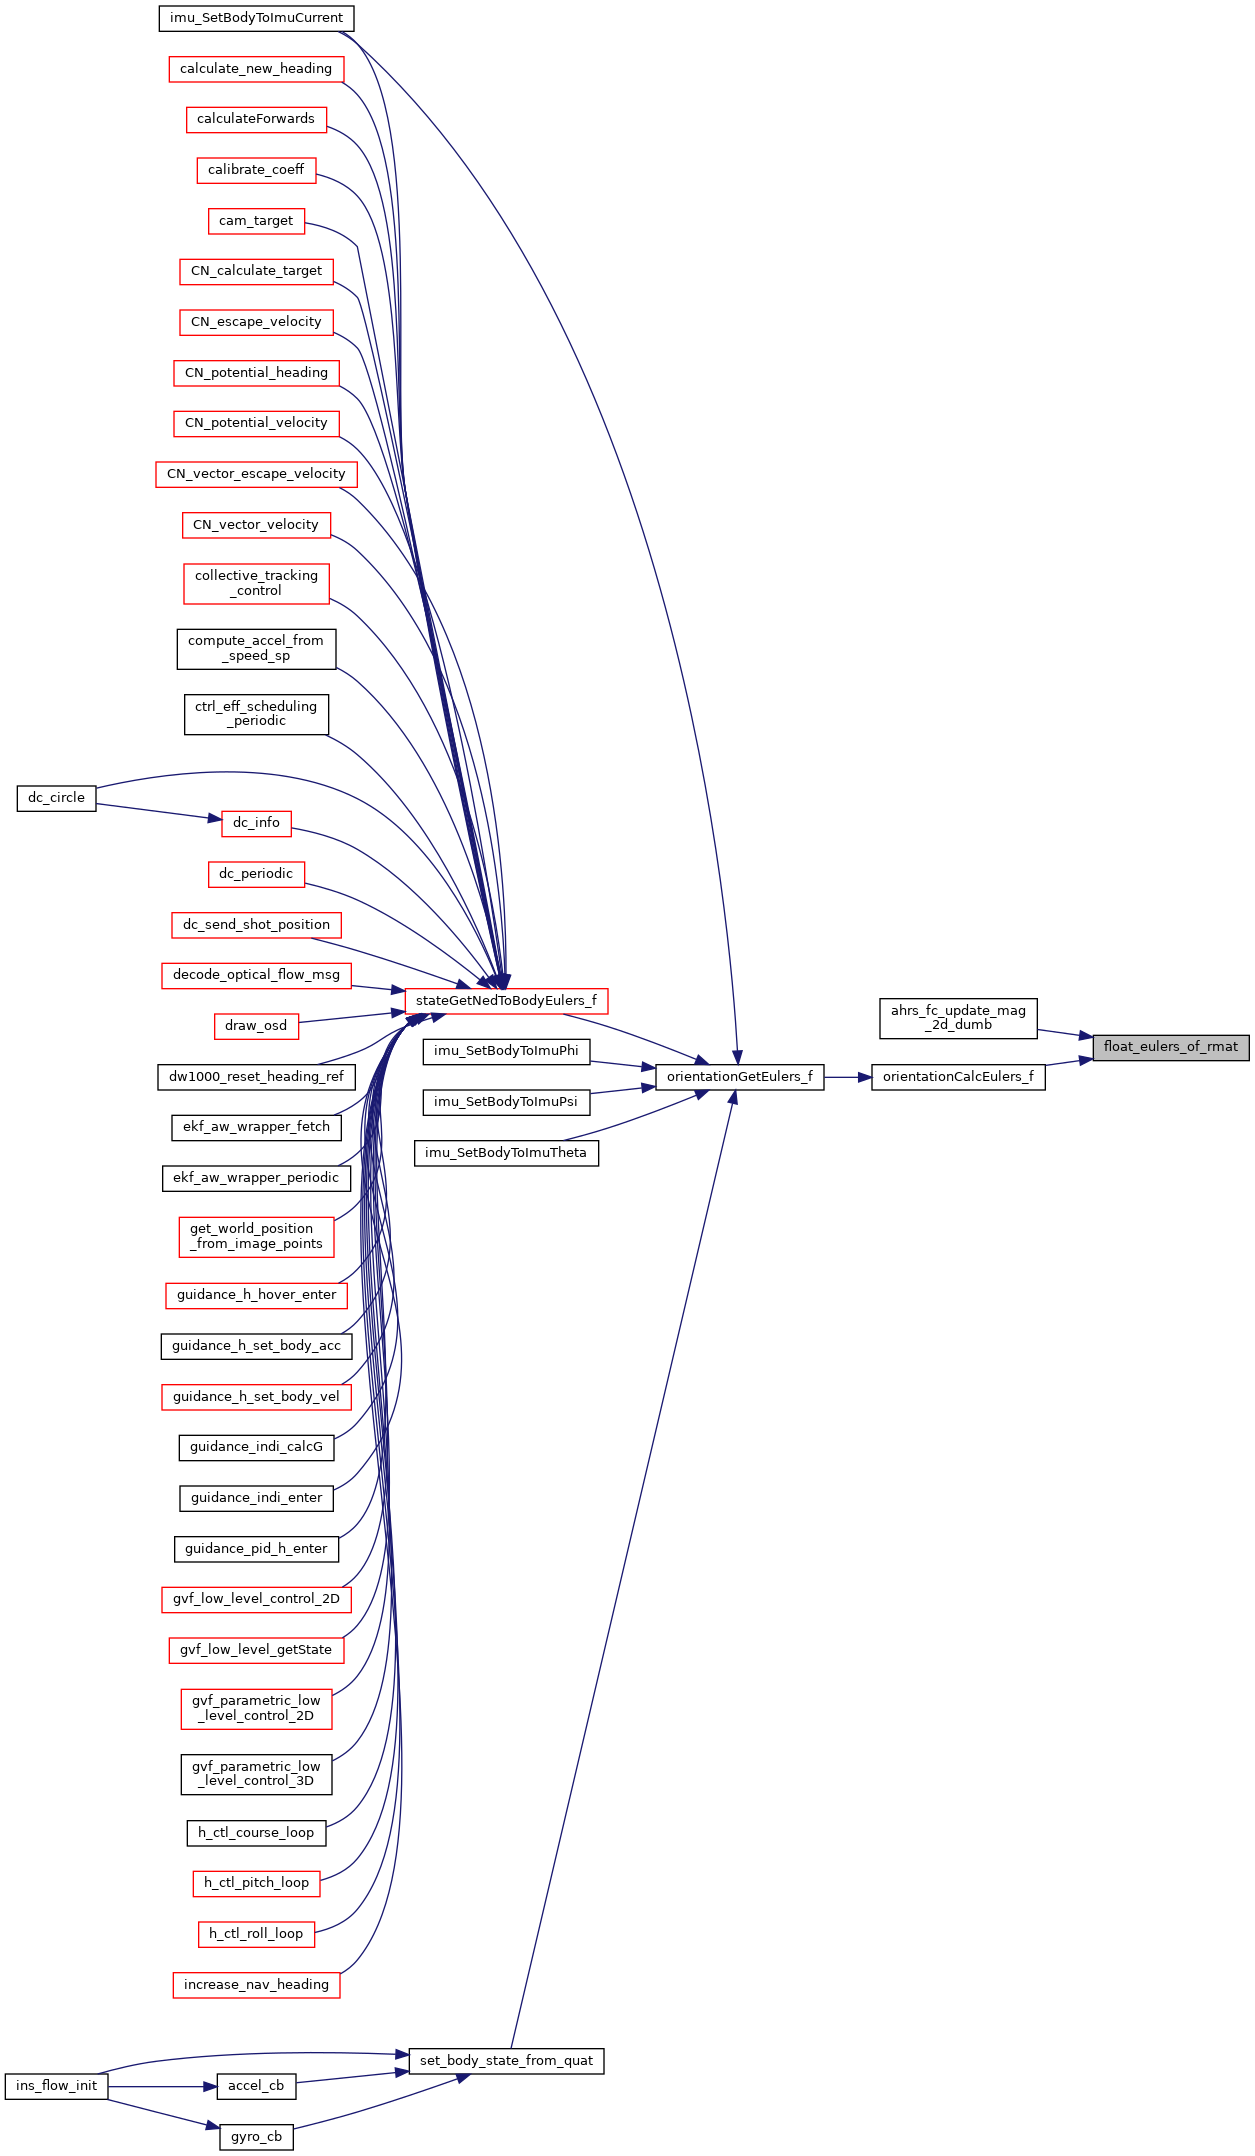 imu_SetBodyToImuCurrent
calculate_new_heading
calculateForwards
calibrate_coeff
cam_target
CN_calculate_target
CN_escape_velocity
CN_potential_heading
CN_potential_velocity
CN_vector_escape_velocity
CN_vector_velocity
collective_tracking
_control
compute_accel_from
_speed_sp
ctrl_eff_scheduling
_periodic
dc_circle
dc_info
dc_periodic
dc_send_shot_position
decode_optical_flow_msg
draw_osd
dw1000_reset_heading_ref
ekf_aw_wrapper_fetch
ekf_aw_wrapper_periodic
get_world_position
_from_image_points
guidance_h_hover_enter
guidance_h_set_body_acc
guidance_h_set_body_vel
guidance_indi_calcG
guidance_indi_enter
guidance_pid_h_enter
gvf_low_level_control_2D
gvf_low_level_getState
gvf_parametric_low
_level_control_2D
gvf_parametric_low
_level_control_3D
h_ctl_course_loop
h_ctl_pitch_loop
h_ctl_roll_loop
increase_nav_heading
ins_flow_init
accel_cb
gyro_cb
stateGetNedToBodyEulers_f
imu_SetBodyToImuPhi
imu_SetBodyToImuPsi
imu_SetBodyToImuTheta
set_body_state_from_quat
orientationGetEulers_f
ahrs_fc_update_mag
_2d_dumb
orientationCalcEulers_f
float_eulers_of_rmat